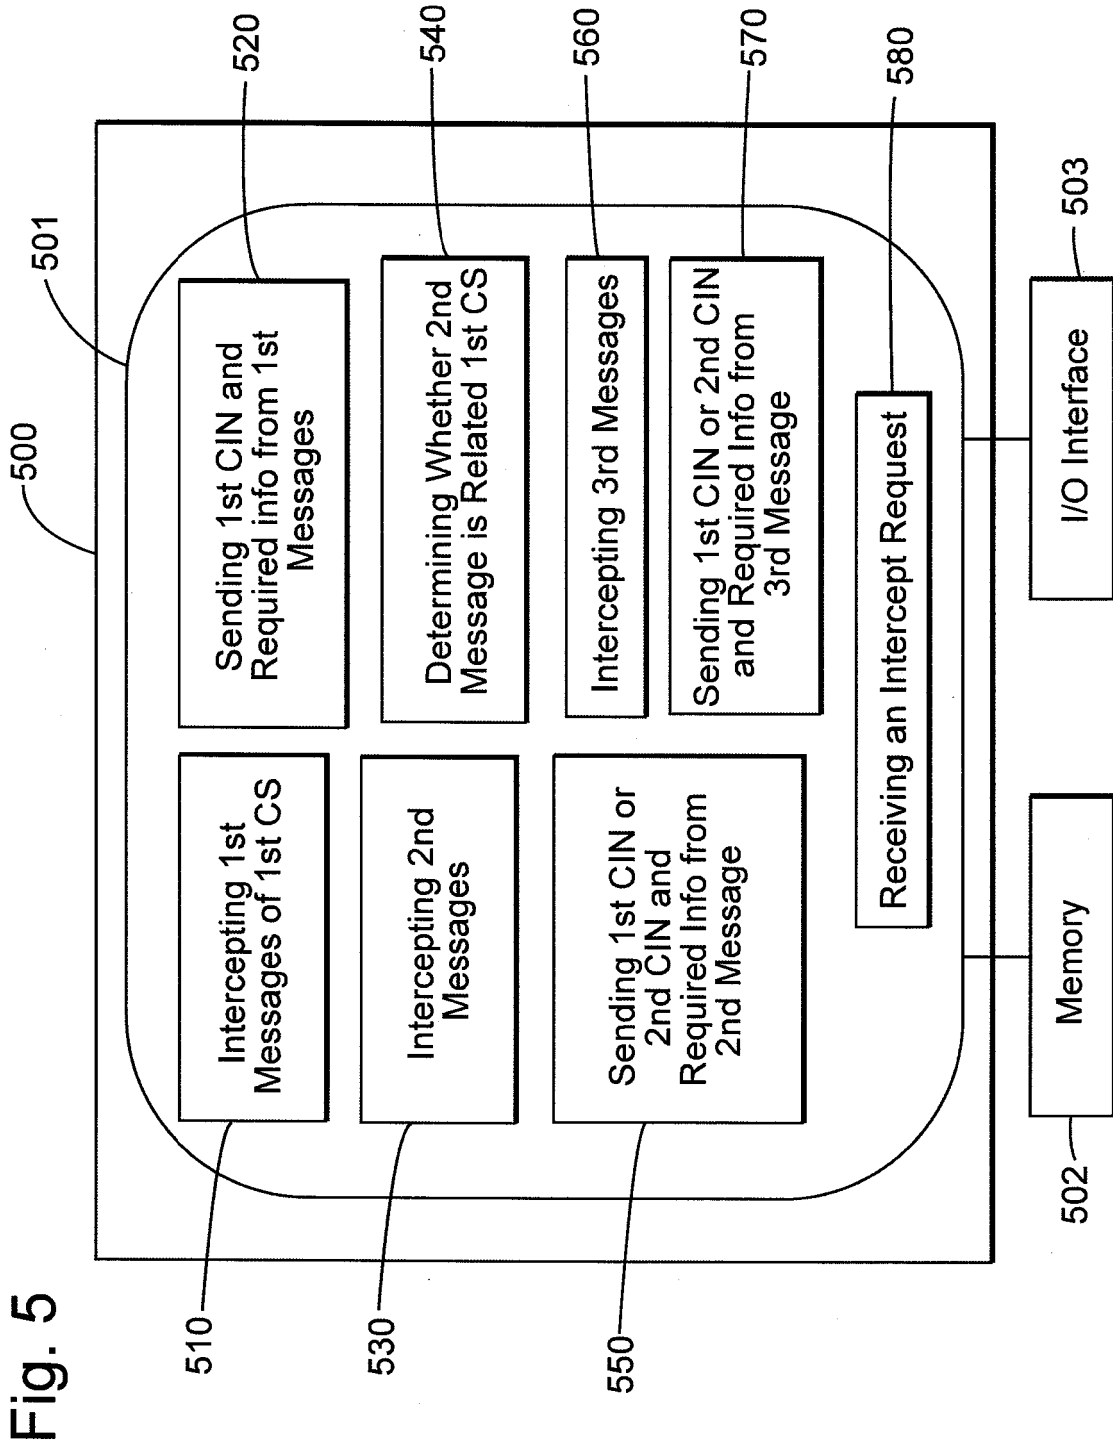 Fig. 5
500
501
510
Intercepting 1st
Messages of 1st CS
520
Sending 1st CIN and
Required info from 1st
Messages
530
Intercepting 2nd
Messages
540
Determining Whether 2nd
Message is Related 1st CS
550
Sending 1st CIN or
2nd CIN and
Required Info from
2nd Message
560
Intercepting 3rd Messages
570
Sending 1st CIN or 2nd CIN
and Required Info from
3rd Message
580
Receiving an Intercept Request
502
Memory
503
I/O Interface